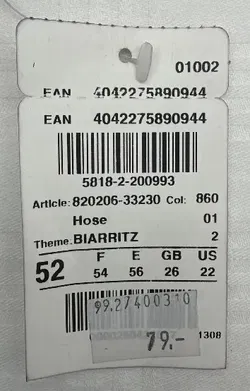 01002
EAN 4042275890944
EAN 4042275890944
5818-2-200993
Article: 820206-33230 Col: 860
Hose 01
Theme: BIARRITZ 2
F E GB US
52 54 56 26 22
99.27400310
79.-
1308